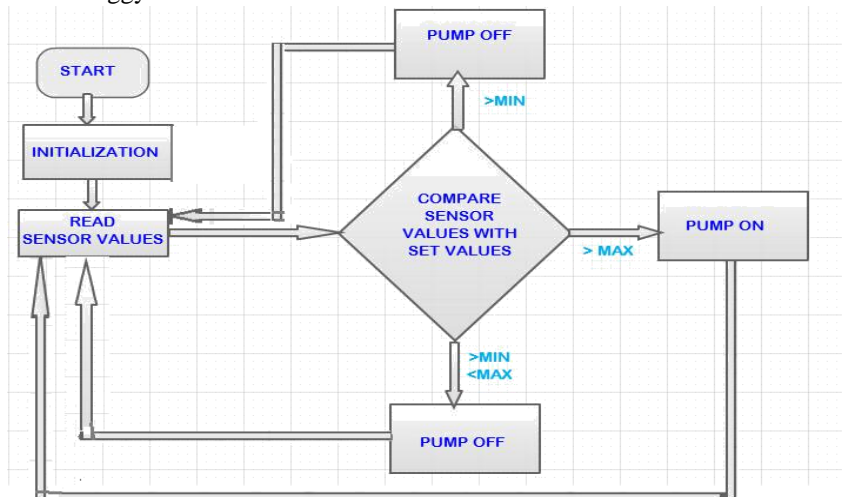 PUMP OFF
START
>MIN
INITIALIZATION
COMPARE
SENSOR
VALUES WITH
SET VALUES
READ
SENSOR VALUES
PUMP ON
> MAX
>MIN
<MAX
PUMP OFF